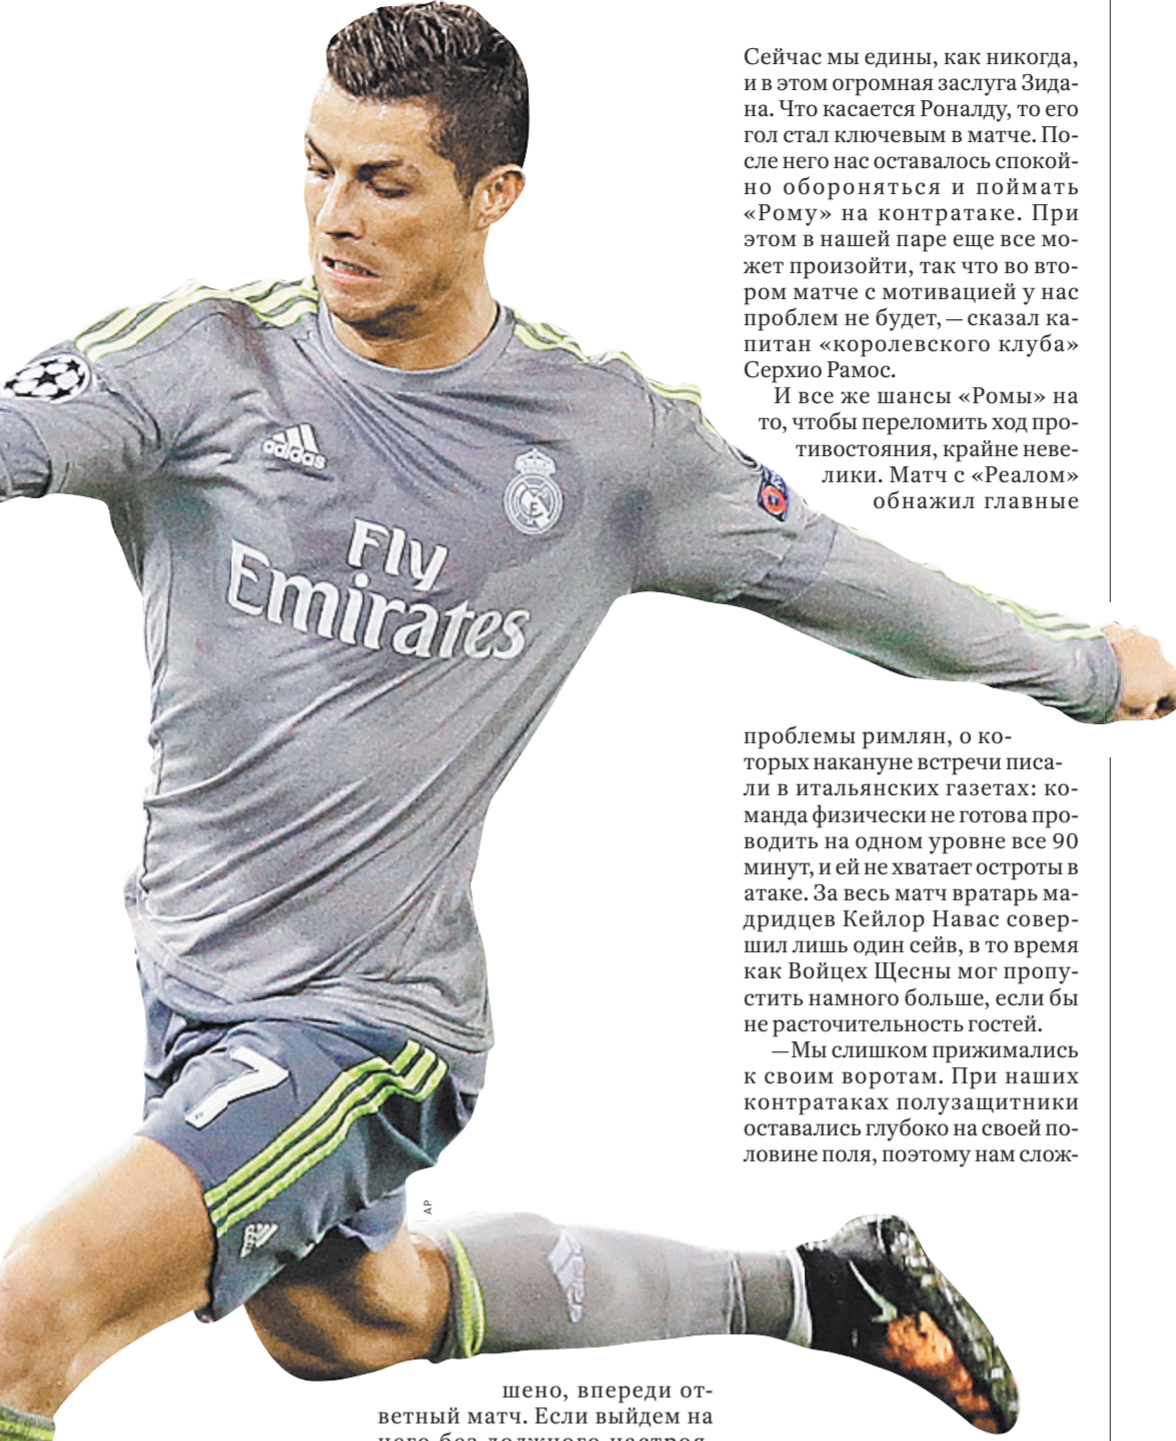 Сейчас мы едины, как никогда,
и в этом огромная заслуга Зида-
на. Что касается Роналду, то его
гол стал ключевым в матче. По-
сле него нас оставалось спокой-
но обороняться и поймать
«Рому» на контратаке. При
этом в нашей паре еще все мо-
жет произойти, так что во вто-
ром матче с мотивацией у нас
проблем не будет, — сказал ка-
питан «королевского клуба»
Серхио Рамос.
И все же шансы «Ромы» на
то, чтобы переломить ход про-
тивостояния, крайне неве-
лики. Матч с «Реалом»
обнажил главные
проблемы римлян, о ко-
торых накануне встречи писа-
ли в итальянских газетах: ко-
манда физически не готова про-
водить на одном уровне все 90
минут, и ей не хватает остроты в
атаке. За весь матч вратарь ма-
дридцев Кейлор Навас совер-
шил лишь один сейв, в то время
как Войцех Щесны мог пропу-
стить намного больше, если бы
не расточительность гостей.
— Мы слишком прижимались
к своим воротам. При наших
контратаках полузащитники
оставались глубоко на своей по-
ловине поля, поэтому нам слож-
adidas
Fly
Emirates
7
AP
шено, впереди от-
ветный матч. Если выйдем на
него без должного настроя